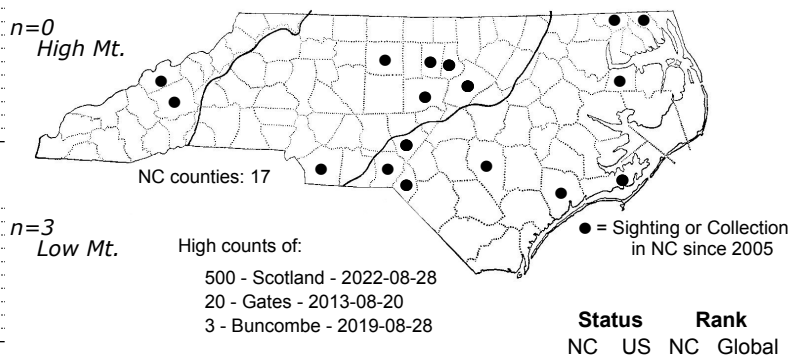 n=0
High Mt.
NC counties: 17
n=3
Low Mt.
High counts of:
500 - Scotland - 2022-08-28
20 - Gates - 2013-08-20
3 - Buncombe - 2019-08-28
● = Sighting or Collection
in NC since 2005
Status Rank
NC US NC Global